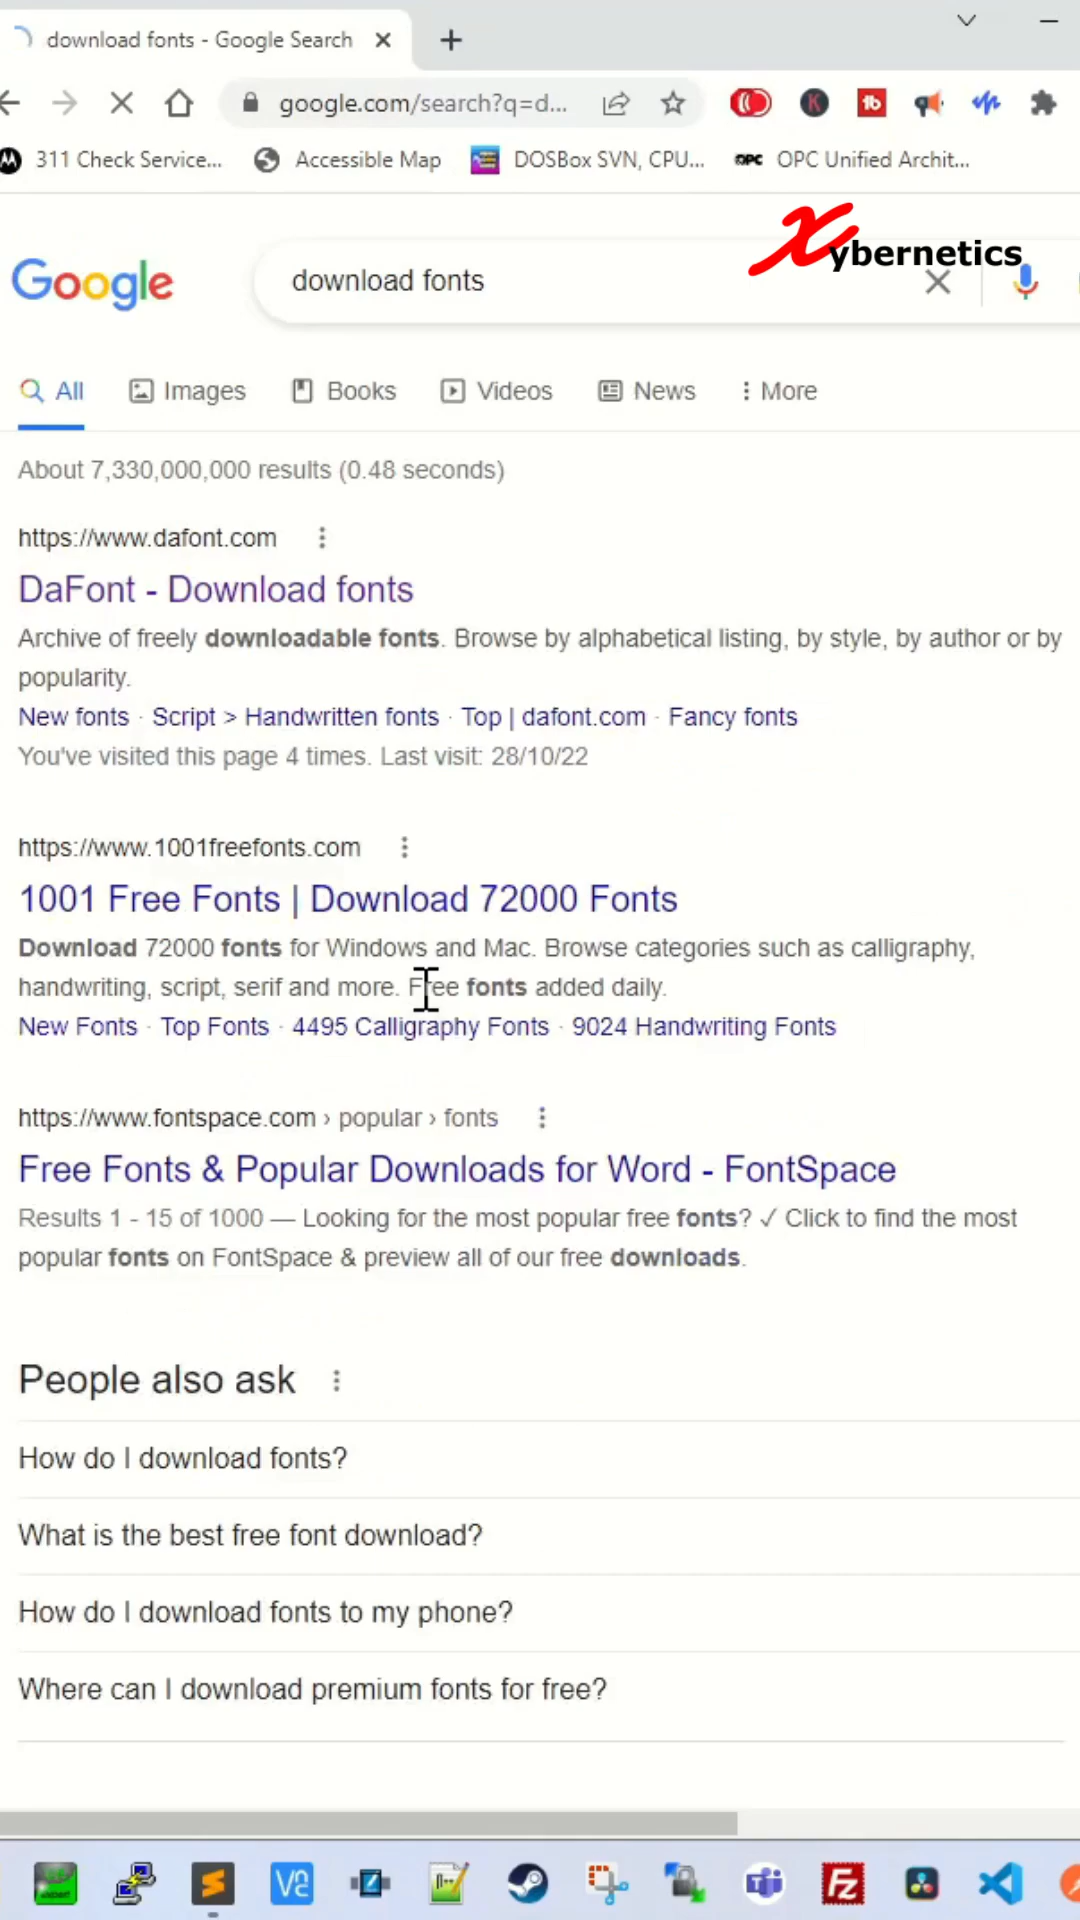 download fonts - Google Search
google.com/search?q=d...
311 Check Service...
Accessible Map
DOSBox SVN, CPU...
OPC
OPC Unified Archit...
Xybernetics
Google
download fonts
All
Images
Books
Videos
News
More
About 7,330,000,000 results (0.48 seconds)
https://www.dafont.com
DaFont - Download fonts
Archive of freely downloadable fonts. Browse by alphabetical listing, by style, by author or by
popularity.
New fonts · Script > Handwritten fonts · Top | dafont.com · Fancy fonts
You've visited this page 4 times. Last visit: 28/10/22
https://www.1001freefonts.com
1001 Free Fonts | Download 72000 Fonts
Download 72000 fonts for Windows and Mac. Browse categories such as calligraphy,
handwriting, script, serif and more. Free fonts added daily.
New Fonts · Top Fonts · 4495 Calligraphy Fonts · 9024 Handwriting Fonts
https://www.fontspace.com › popular › fonts
Free Fonts & Popular Downloads for Word - FontSpace
Results 1 - 15 of 1000 — Looking for the most popular free fonts? ✓ Click to find the most
popular fonts on FontSpace & preview all of our free downloads.
People also ask
How do I download fonts?
What is the best free font download?
How do I download fonts to my phone?
Where can I download premium fonts for free?